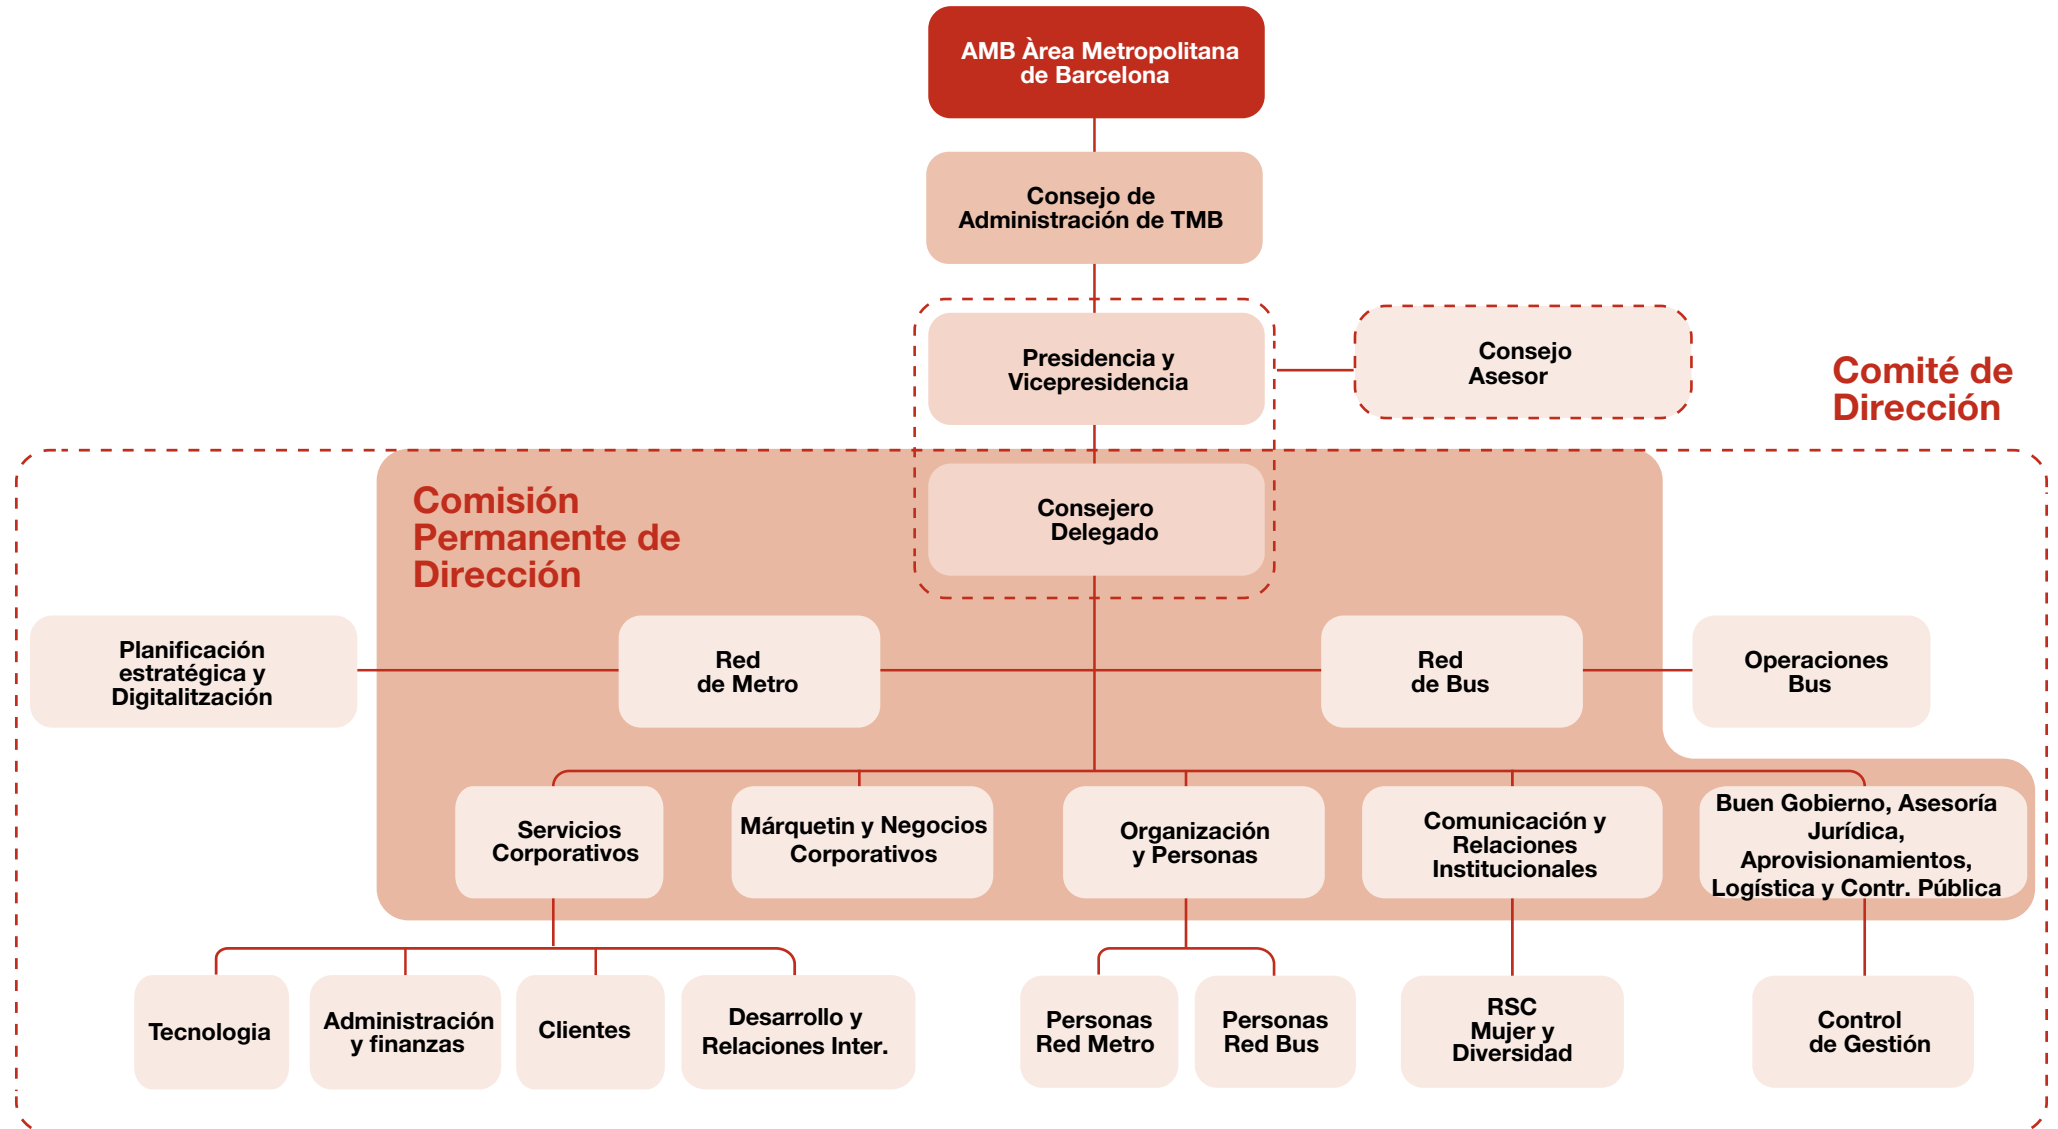 AMB Àrea Metropolitana
de Barcelona
Consejo de
Administración de TMB
Presidencia y
Vicepresidencia
Consejo
Asesor
Comité de
Dirección
Comisión
Permanente de
Dirección
Consejero
Delegado
Planificación
estratégica y
Digitalitzación
Red
de Metro
Red
de Bus
Operaciones
Bus
Servicios
Corporativos
Márquetin y Negocios
Corporativos
Organización
y Personas
Comunicación y
Relaciones
Institucionales
Buen Gobierno, Asesoría
Jurídica,
Aprovisionamientos,
Logística y Contr. Pública
Tecnologia
Administración
y finanzas
Clientes
Desarrollo y
Relaciones Inter.
Personas
Red Metro
Personas
Red Bus
RSC
Mujer y
Diversidad
Control
de Gestión